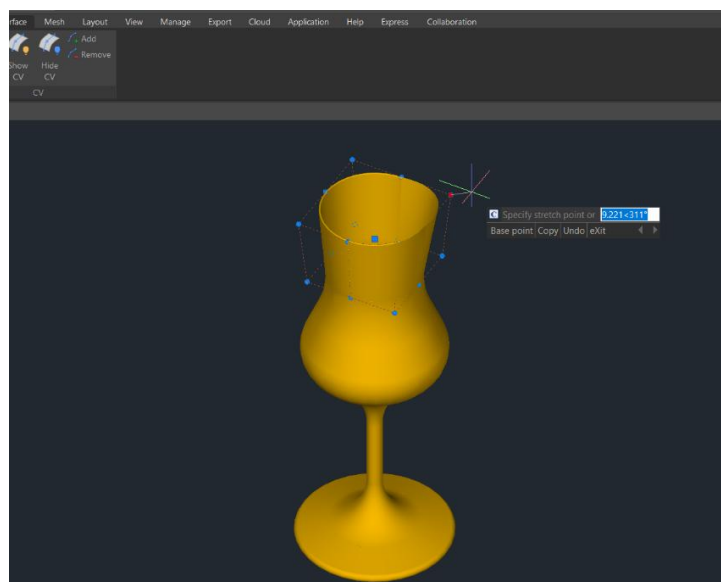 rface Mesh Layout View Manage Export Cloud Application Help Express Collaboration
Show Hide Add
CV CV Remove
CV
Specify stretch point or 9.221<311°
Base point Copy Undo eXit